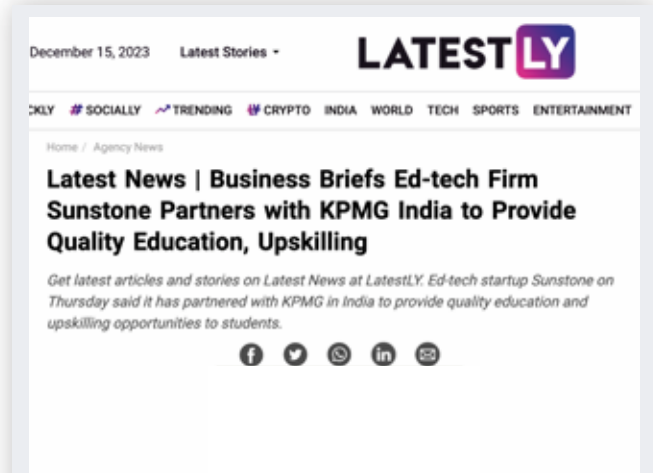 December 15, 2023 Latest Stories LATESTLY
CKLY # SOCIALLY TRENDING CRYPTO INDIA WORLD TECH SPORTS ENTERTAINMENT
Home / Agency News
Latest News | Business Briefs Ed-tech Firm
Sunstone Partners with KPMG India to Provide
Quality Education, Upskilling
Get latest articles and stories on Latest News at LatestLY. Ed-tech startup Sunstone on
Thursday said it has partnered with KPMG in India to provide quality education and
upskilling opportunities to students.